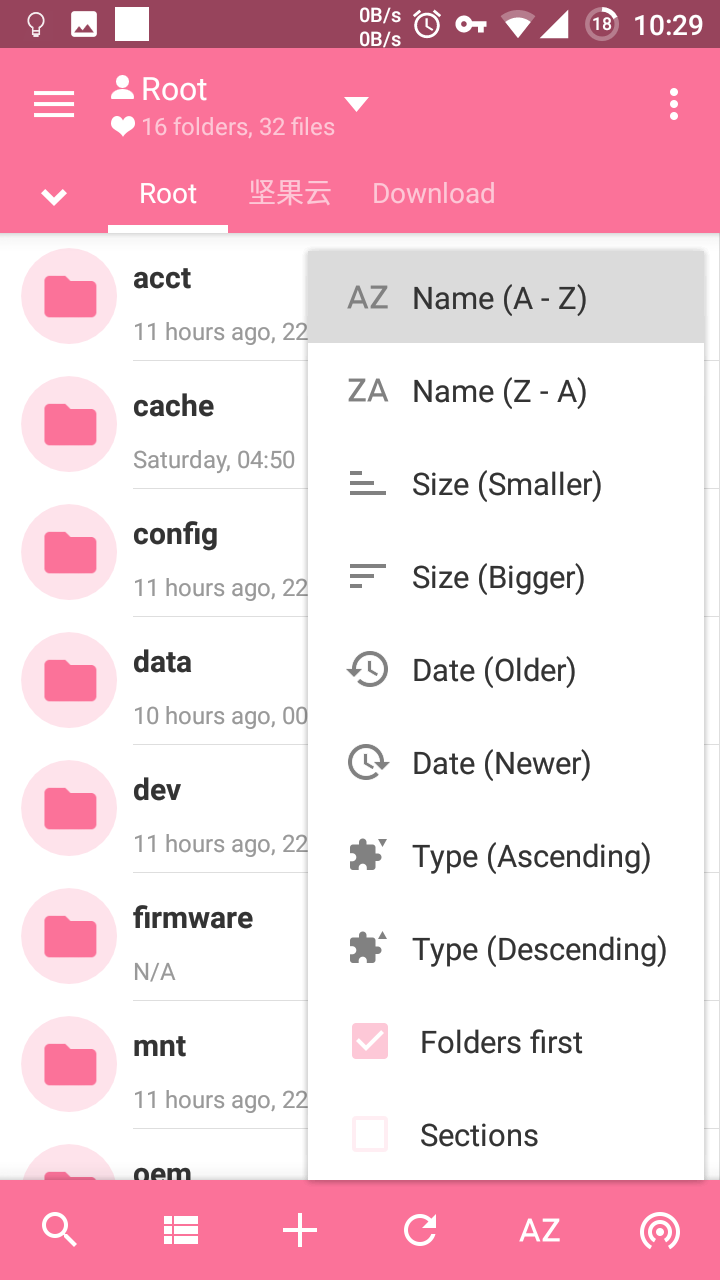 0B/s
0B/s
18
10:29
Root
16 folders, 32 files
Root 坚果云 Download
acct
11 hours ago, 22
cache
Saturday, 04:50
config
11 hours ago, 22
data
10 hours ago, 00
dev
11 hours ago, 22
firmware
N/A
mnt
11 hours ago, 22
oem
AZ Name (A - Z)
ZA Name (Z - A)
Size (Smaller)
Size (Bigger)
Date (Older)
Date (Newer)
Type (Ascending)
Type (Descending)
Folders first
Sections
AZ